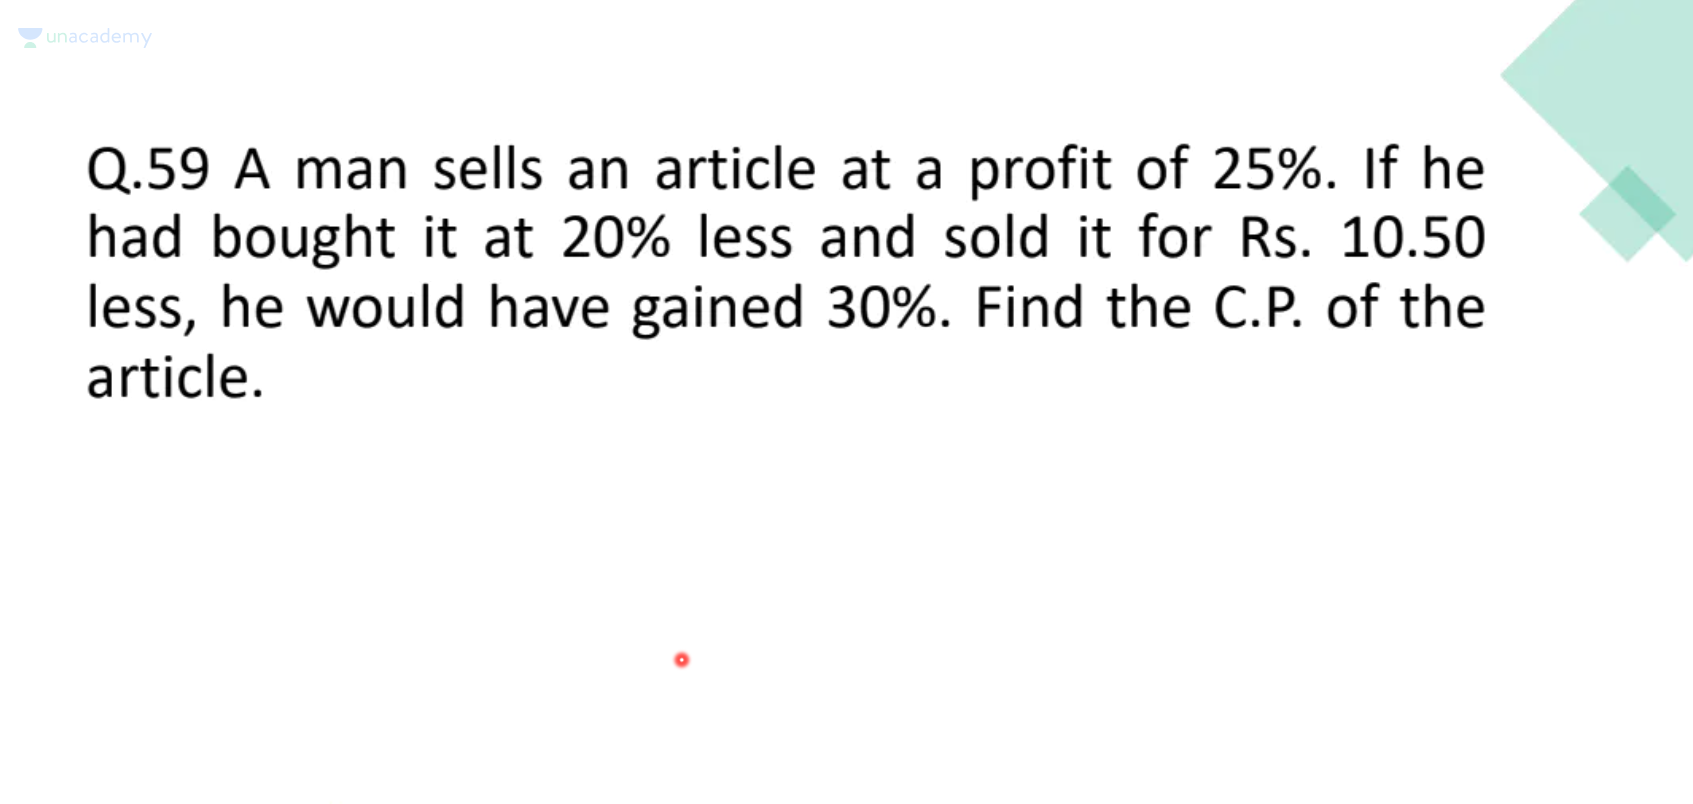 unacademy
Q.59 A man sells an article at a profit of 25%. If he
had bought it at 20% less and sold it for Rs. 10.50
less, he would have gained 30%. Find the C.P. of the
article.